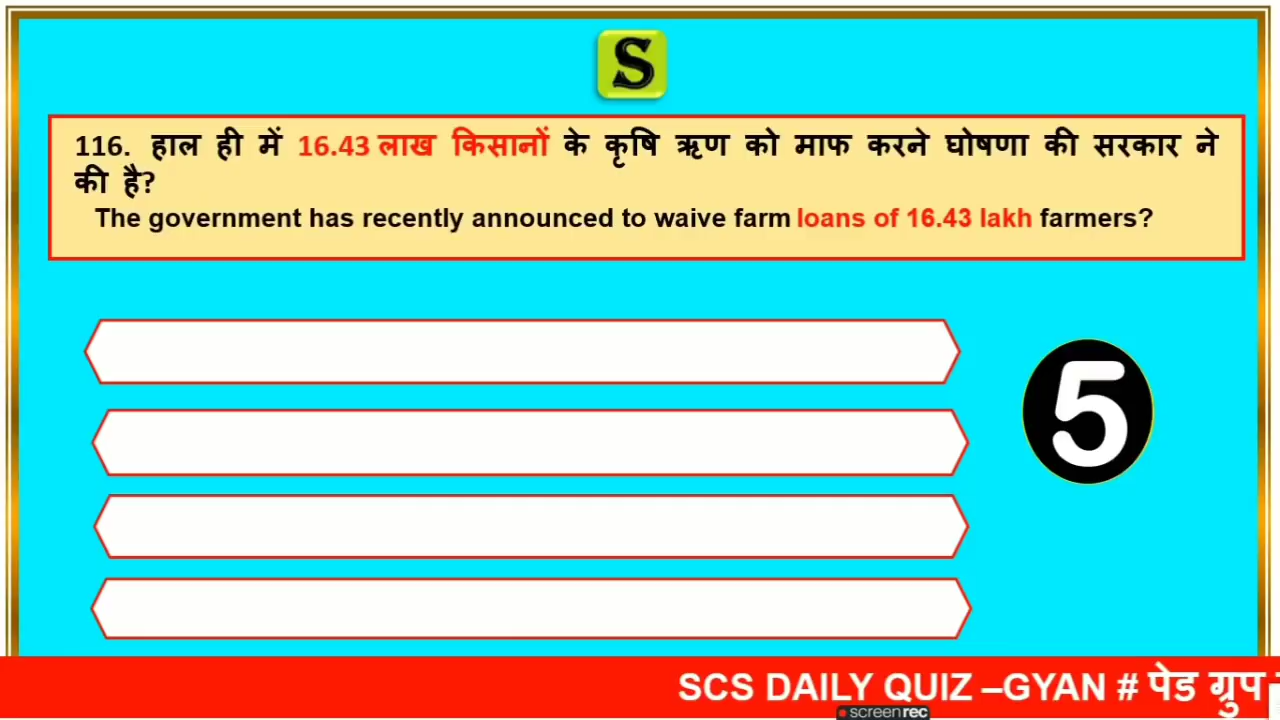 S
116. हाल ही में 16.43 लाख किसानों के कृषि ऋण को माफ करने घोषणा की सरकार ने
की है?
The government has recently announced to waive farm loans of 16.43 lakh farmers?
5
SCS DAILY QUIZ –GYAN # पेड ग्रुप
screenrec